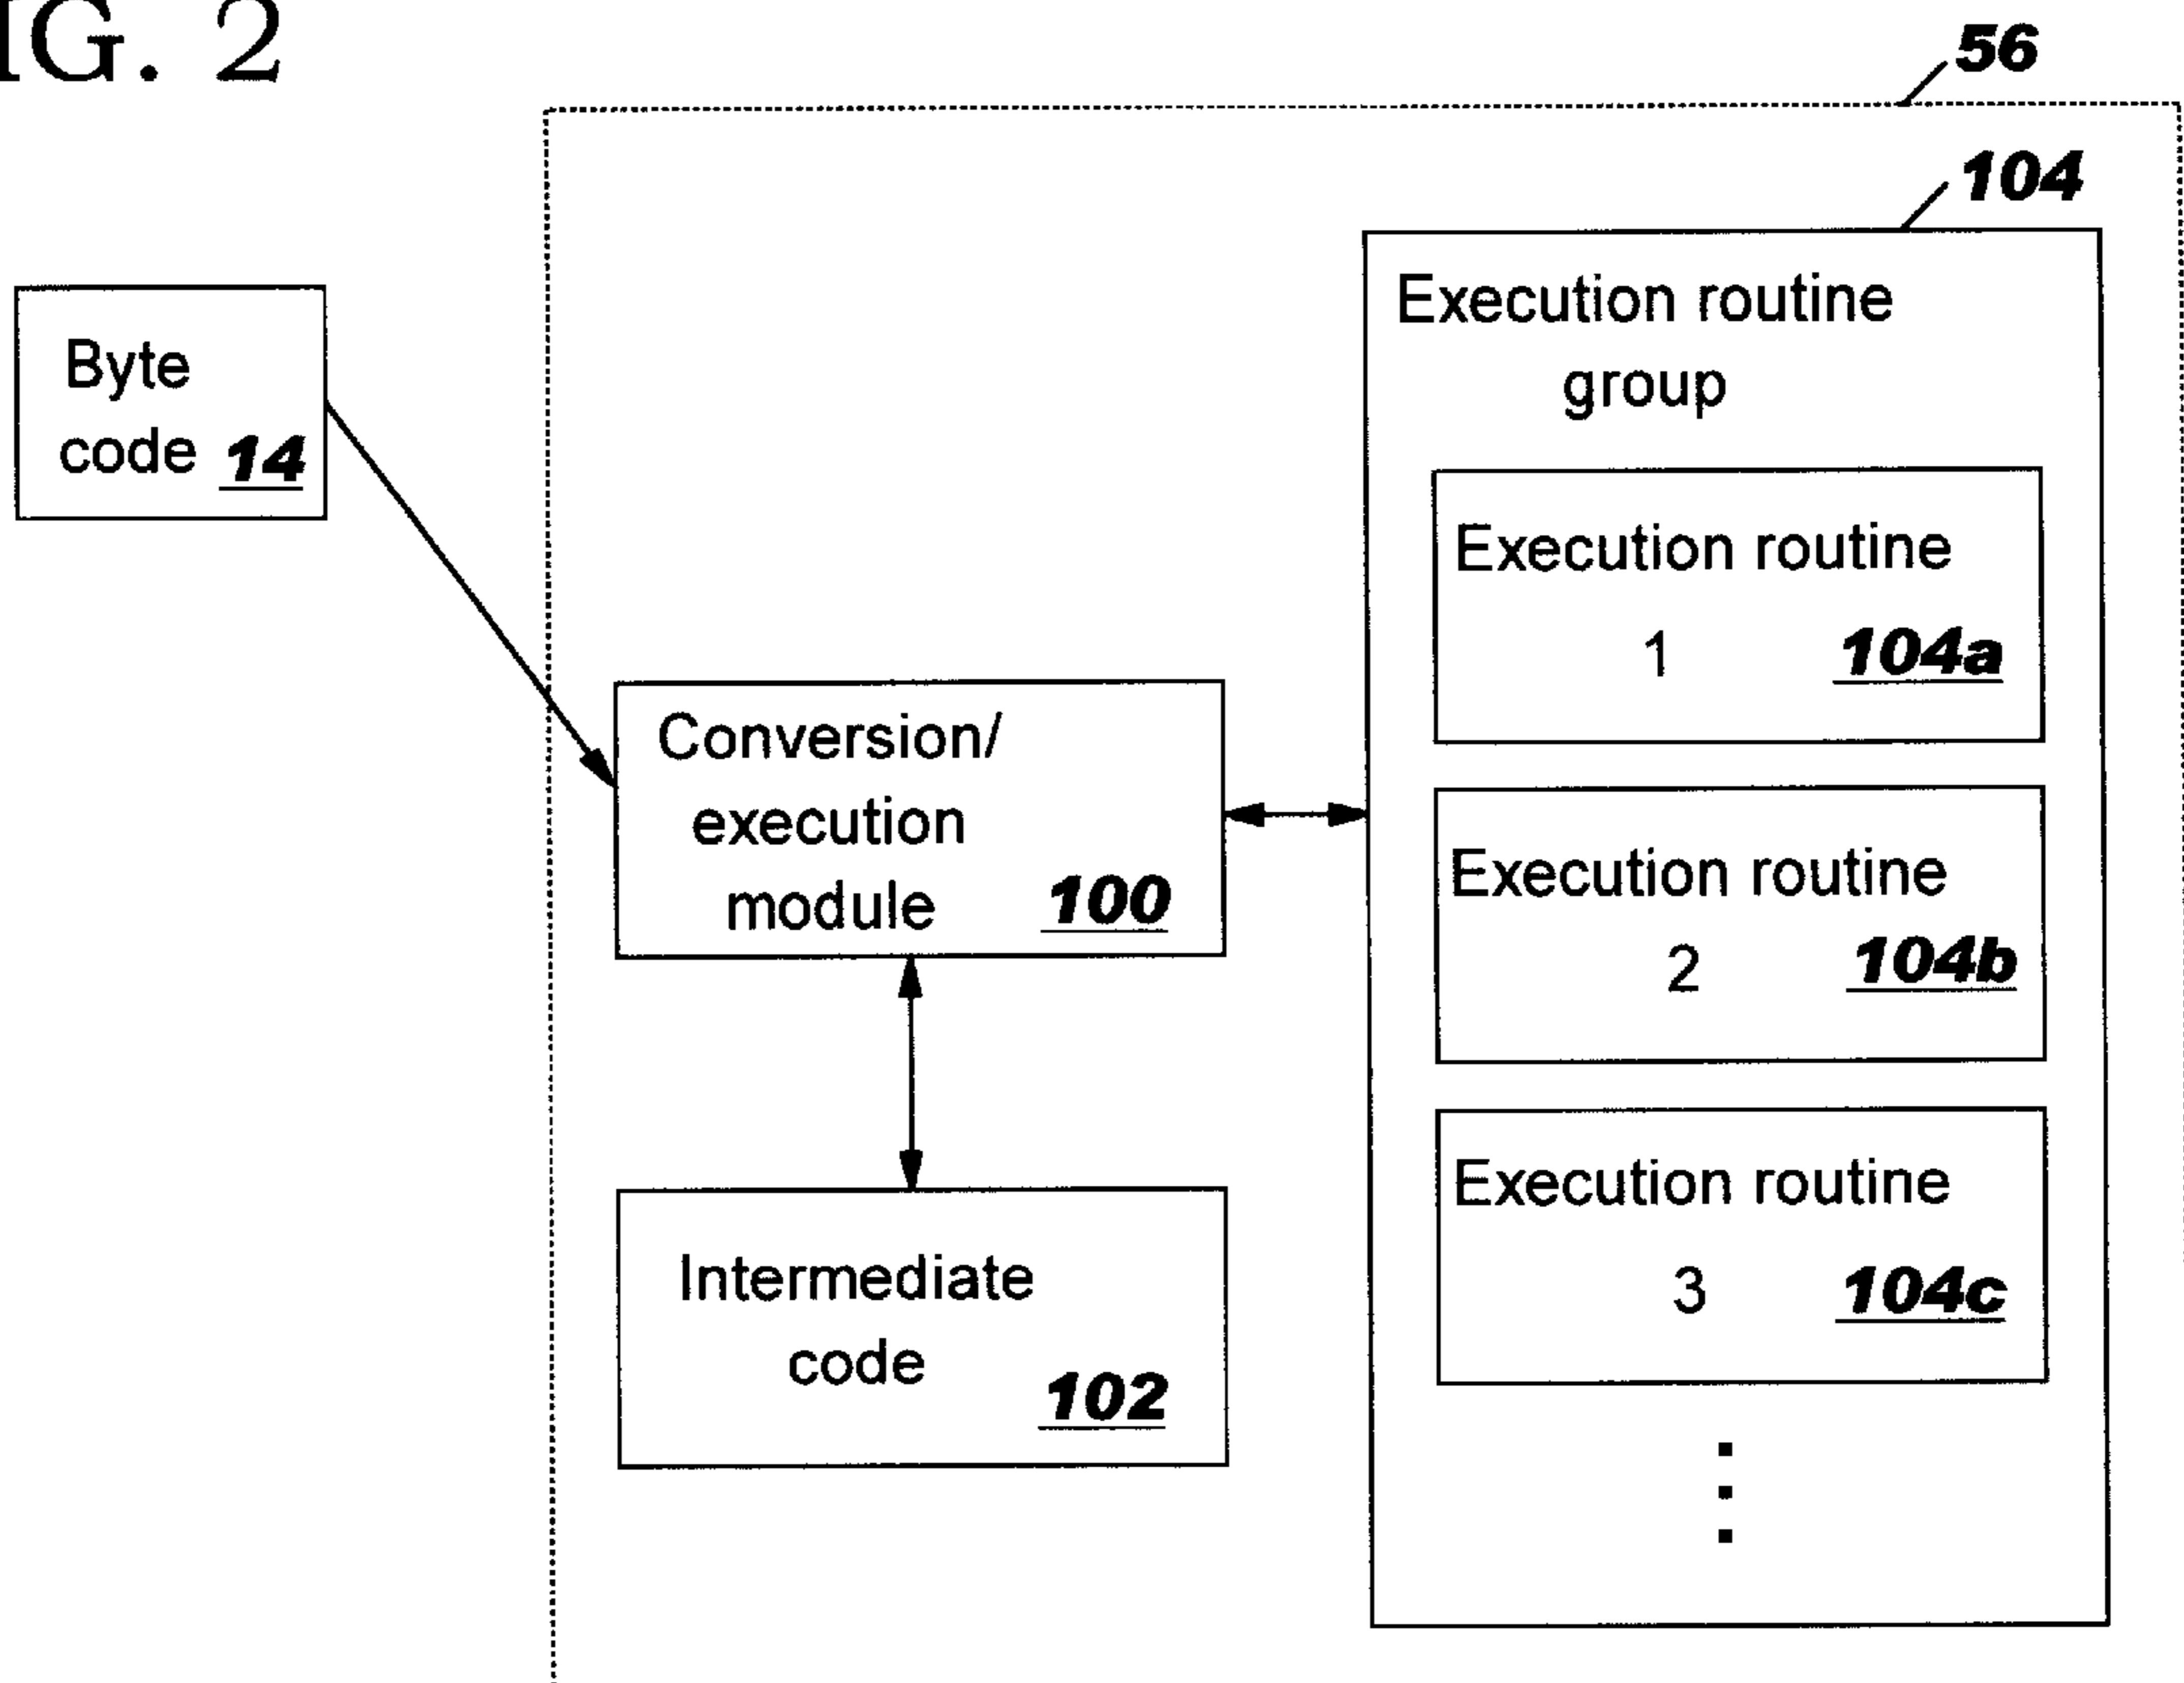 IG. 2
56
104
Byte
code 14
Conversion/
execution
module 100
Intermediate
code 102
Execution routine
group
Execution routine
1 104a
Execution routine
2 104b
Execution routine
3 104c